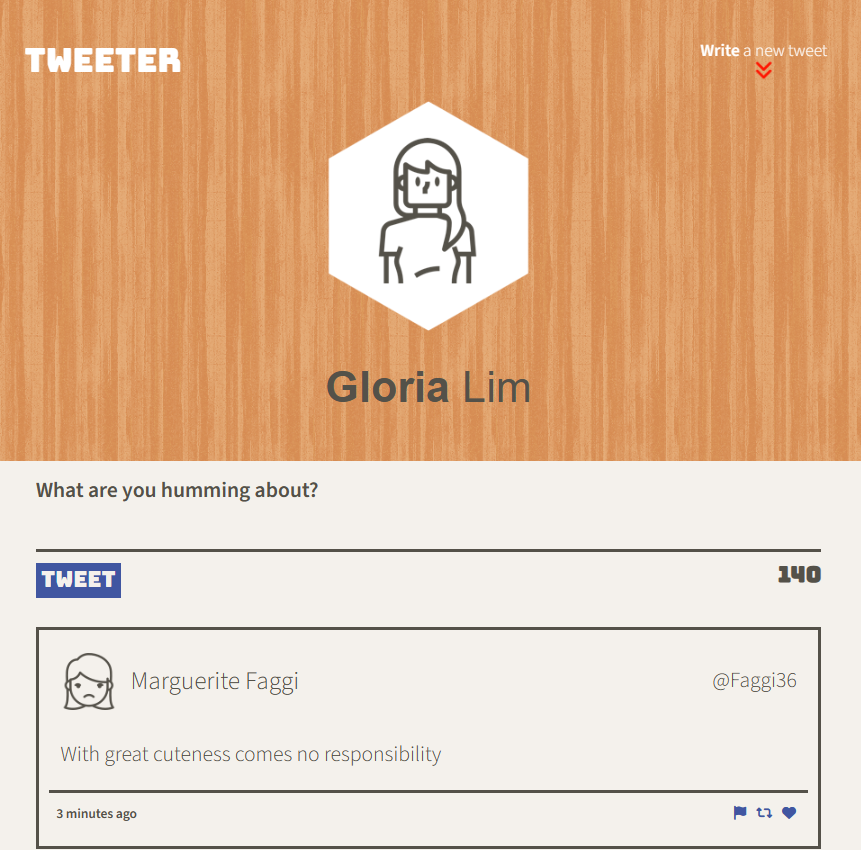 TWEETER
Write a new tweet
Gloria Lim
What are you humming about?
TWEET
140
Marguerite Faggi
@Faggi36
With great cuteness comes no responsibility
3 minutes ago